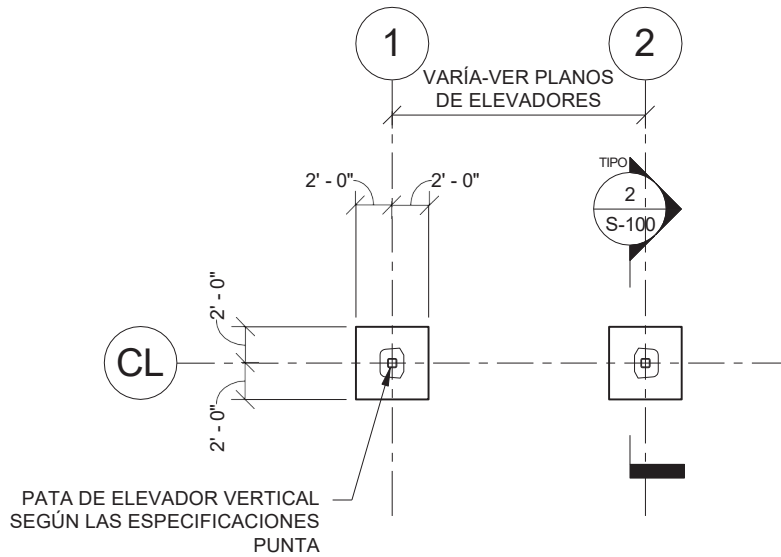 1
2
VARÍA-VER PLANOS
DE ELEVADORES
TIPO
2' - 0"
2' - 0"
2
S-100
2' - 0"
CL
2' - 0"
PATA DE ELEVADOR VERTICAL
SEGÚN LAS ESPECIFICACIONES
PUNTA